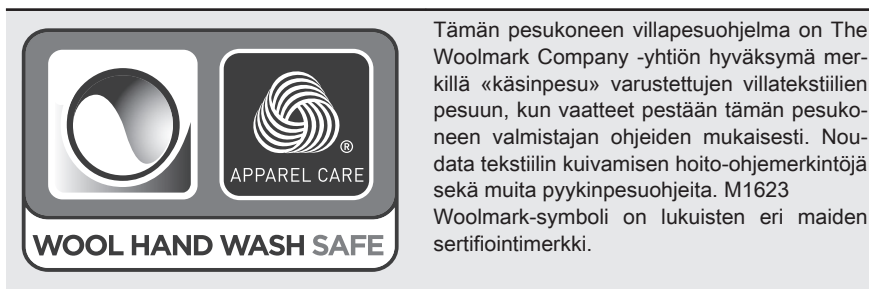 APPAREL CARE
®
WOOL HAND WASH SAFE
Tämän pesukoneen villapesuohjelma on The
Woolmark Company -yhtiön hyväksymä mer-
killä «käsinpesu» varustettujen villatekstiilien
pesuun, kun vaatteet pestään tämän pesuko-
neen valmistajan ohjeiden mukaisesti. Nou-
data tekstiilin kuivamisen hoito-ohjemerkintöjä
sekä muita pyykinpesuohjeita. M1623
Woolmark-symboli on lukuisten eri maiden
sertifiointimerkki.